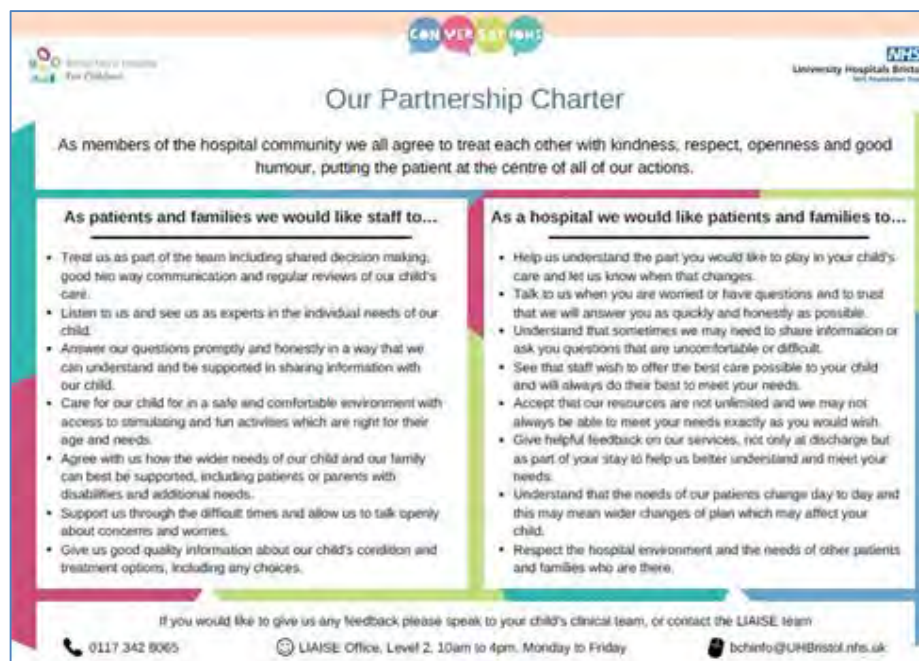 CONVERSATIONS
For Children
NHS
University Hospitals Bristol
NHS Foundation Trust
Our Partnership Charter
As members of the hospital community we all agree to treat each other with kindness, respect, openness and good
humour, putting the patient at the centre of all of our actions.
As patients and families we would like staff to...
• Treat us as part of the team including shared decision making,
good two way communication and regular reviews of our child's
care.
• Listen to us and see us as experts in the individual needs of our
child.
• Answer our questions promptly and honestly in a way that we
can understand and be supported in sharing information with
our child.
• Care for our child for in a safe and comfortable environment with
access to stimulating and fun activities which are right for their
age and needs.
• Agree with us how the wider needs of our child and our family
can best be supported, including patients or parents with
disabilities and additional needs.
• Support us through the difficult times and allow us to talk openly
about concerns and worries.
• Give us good quality information about our child's condition and
treatment options, including any choices.
As a hospital we would like patients and families to...
• Help us understand the part you would like to play in your child's
care and let us know when that changes.
• Talk to us when you are worried or have questions and to trust
that we will answer you as quickly and honestly as possible.
• Understand that sometimes we may need to share information or
ask you questions that are uncomfortable or difficult.
• See that staff wish to offer the best care possible to your child
and will always do their best to meet your needs.
• Accept that our resources are not unlimited and we may not
always be able to meet your needs exactly as you would wish.
• Give helpful feedback on our services, not only at discharge but
as part of your stay to help us better understand and meet your
needs.
• Understand that the needs of our patients change day to day and
this may mean wider changes of plan which may affect your
child.
• Respect the hospital environment and the needs of other patients
and families who are there.
If you would like to give us any feedback please speak to your child's clinical team, or contact the LIAISE team
0117 342 8065
LIAISE Office, Level 2, 10am to 4pm, Monday to Friday
bchinfo@UHBristol.nhs.uk